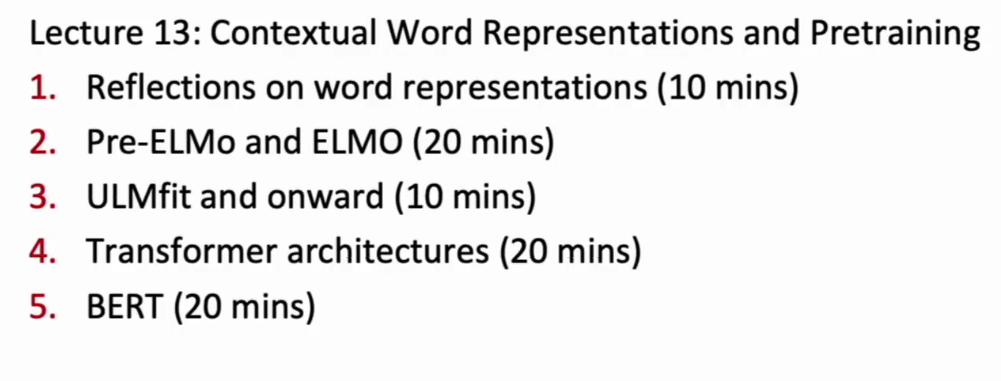 Lecture 13: Contextual Word Representations and Pretraining
1. Reflections on word representations (10 mins)
2. Pre-ELMo and ELMO (20 mins)
3. ULMfit and onward (10 mins)
4. Transformer architectures (20 mins)
5. BERT (20 mins)